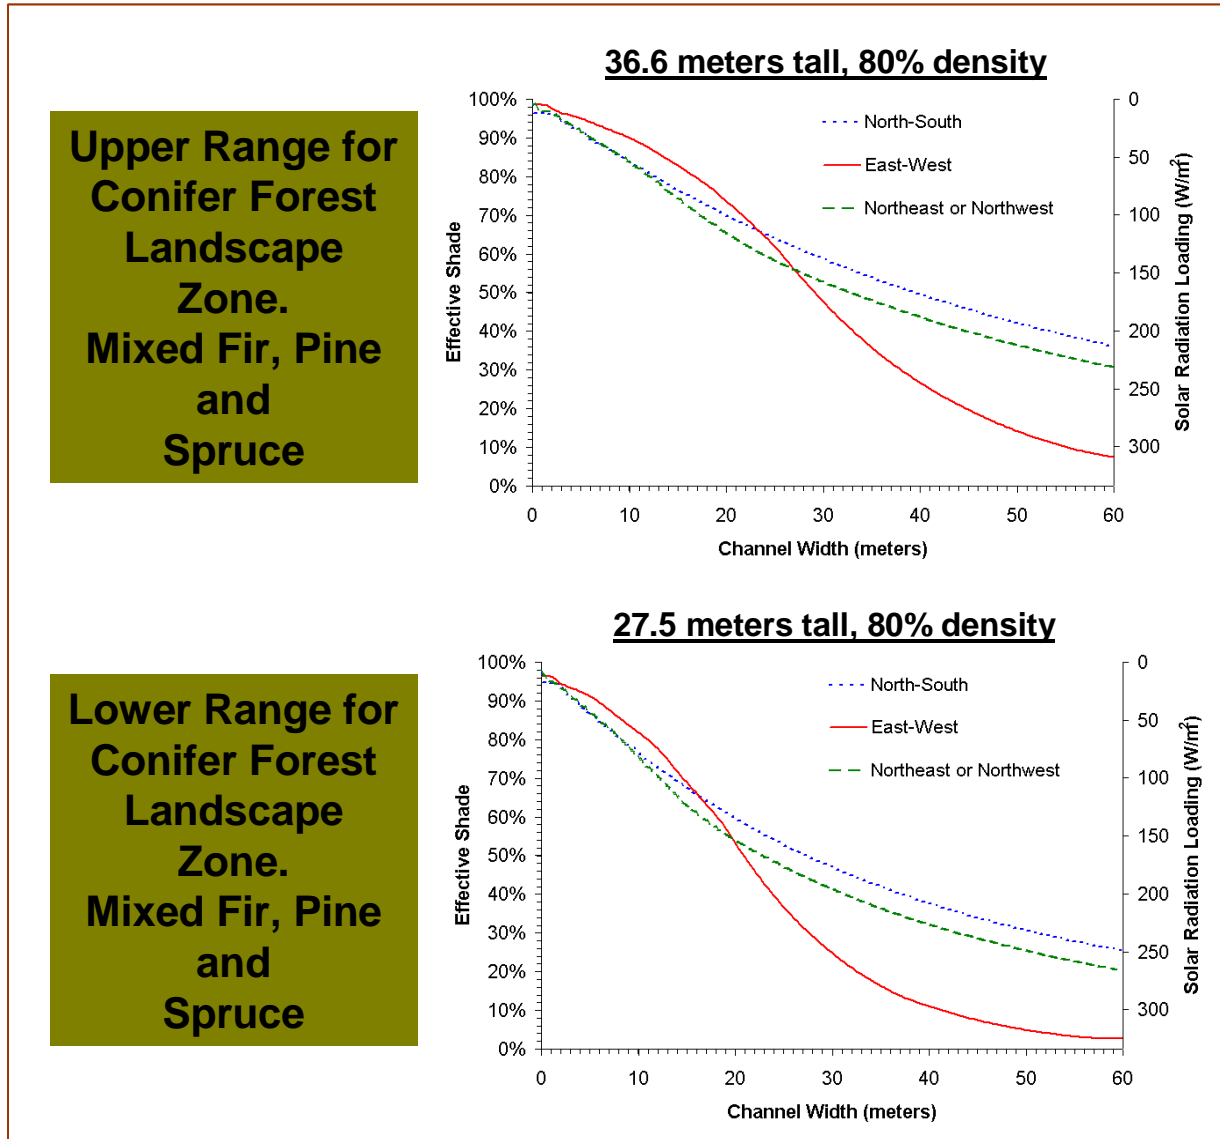 36.6 meters tall, 80% density
Upper Range for
Conifer Forest
Landscape
Zone.
Mixed Fir, Pine
and
Spruce
100%
90%
80%
70%
60%
50%
40%
30%
20%
10%
0%
Effective Shade
North-South
East-West
Northeast or Northwest
0
50
100
150
200
250
300
Solar Radiation Loading (W/m²)
0 10 20 30 40 50 60
Channel Width (meters)
27.5 meters tall, 80% density
Lower Range for
Conifer Forest
Landscape
Zone.
Mixed Fir, Pine
and
Spruce
100%
90%
80%
70%
60%
50%
40%
30%
20%
10%
0%
Effective Shade
North-South
East-West
Northeast or Northwest
0
50
100
150
200
250
300
Solar Radiation Loading (W/m²)
0 10 20 30 40 50 60
Channel Width (meters)